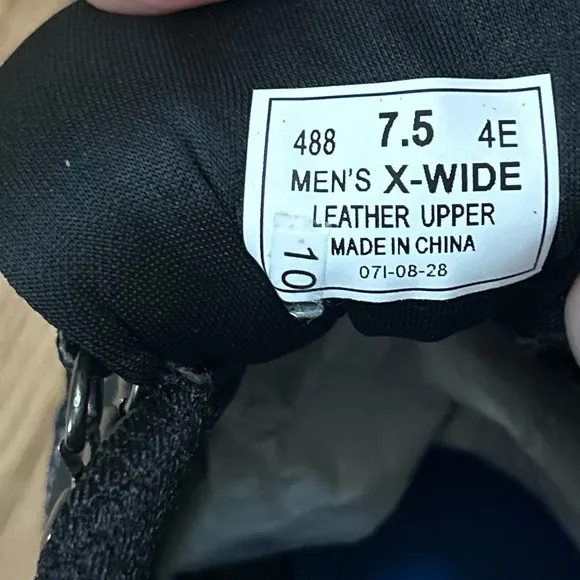 488 7.5 4E
MEN'S X-WIDE
LEATHER UPPER
MADE IN CHINA
07I-08-28
10